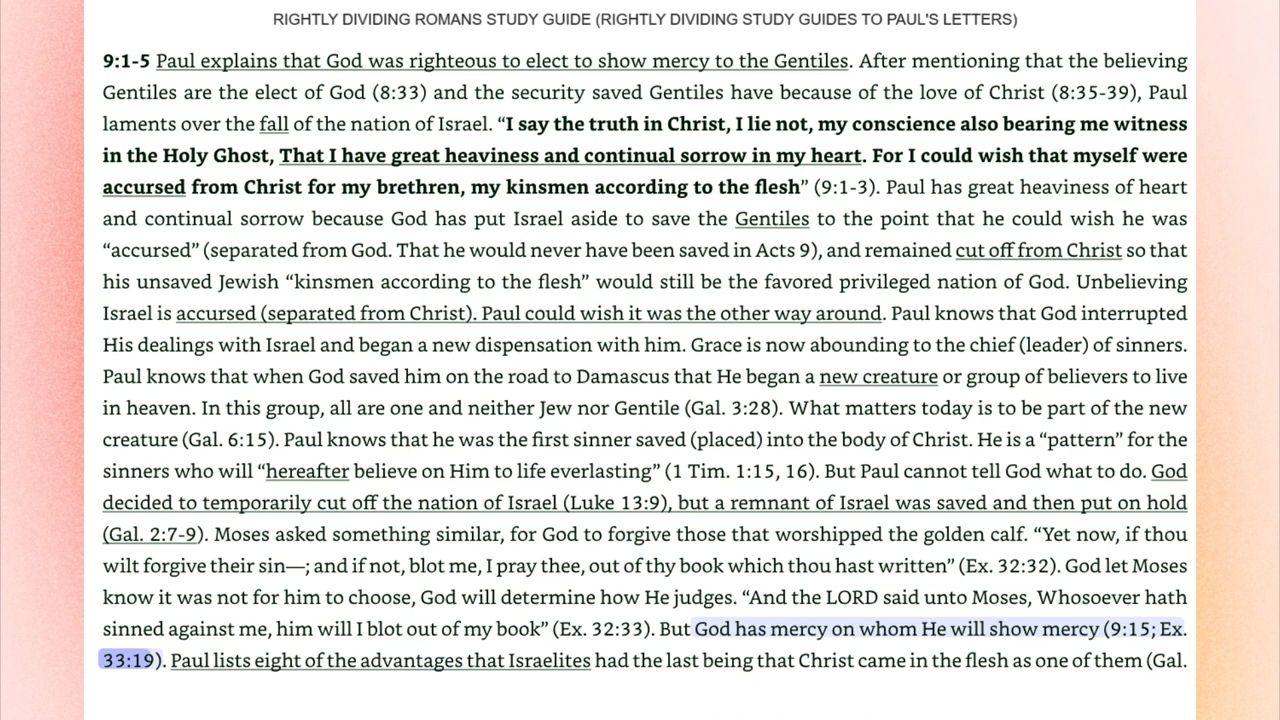 RIGHTLY DIVIDING ROMANS STUDY GUIDE (RIGHTLY DIVIDING STUDY GUIDES TO PAUL'S LETTERS)
9:1-5 Paul explains that God was righteous to elect to show mercy to the Gentiles. After mentioning that the believing
Gentiles are the elect of God (8:33) and the security saved Gentiles have because of the love of Christ (8:35-39), Paul
laments over the fall of the nation of Israel. “I say the truth in Christ, I lie not, my conscience also bearing me witness
in the Holy Ghost, That I have great heaviness and continual sorrow in my heart. For I could wish that myself were
accursed from Christ for my brethren, my kinsmen according to the flesh” (9:1-3). Paul has great heaviness of heart
and continual sorrow because God has put Israel aside to save the Gentiles to the point that he could wish he was
“accursed” (separated from God. That he would never have been saved in Acts 9), and remained cut off from Christ so that
his unsaved Jewish “kinsmen according to the flesh” would still be the favored privileged nation of God. Unbelieving
Israel is accursed (separated from Christ). Paul could wish it was the other way around. Paul knows that God interrupted
His dealings with Israel and began a new dispensation with him. Grace is now abounding to the chief (leader) of sinners.
Paul knows that when God saved him on the road to Damascus that He began a new creature or group of believers to live
in heaven. In this group, all are one and neither Jew nor Gentile (Gal. 3:28). What matters today is to be part of the new
creature (Gal. 6:15). Paul knows that he was the first sinner saved (placed) into the body of Christ. He is a “pattern” for the
sinners who will “hereafter believe on Him to life everlasting” (1 Tim. 1:15, 16). But Paul cannot tell God what to do. God
decided to temporarily cut off the nation of Israel (Luke 13:9), but a remnant of Israel was saved and then put on hold
(Gal. 2:7-9). Moses asked something similar, for God to forgive those that worshipped the golden calf. “Yet now, if thou
wilt forgive their sin—; and if not, blot me, I pray thee, out of thy book which thou hast written” (Ex. 32:32). God let Moses
know it was not for him to choose, God will determine how He judges. “And the LORD said unto Moses, Whosoever hath
sinned against me, him will I blot out of my book” (Ex. 32:33). But God has mercy on whom He will show mercy (9:15; Ex.
33:19). Paul lists eight of the advantages that Israelites had the last being that Christ came in the flesh as one of them (Gal.